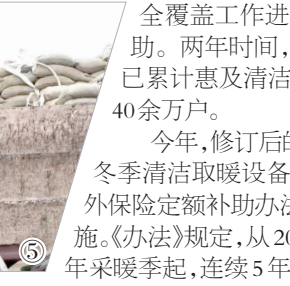 全覆盖工作进
助。两年时间，
已累计惠及清洁
40余万户。
今年，修订后的
冬季清洁取暖设备
外保险定额补助办法
施。《办法》规定，从20
年采暖季起，连续5年
⑤